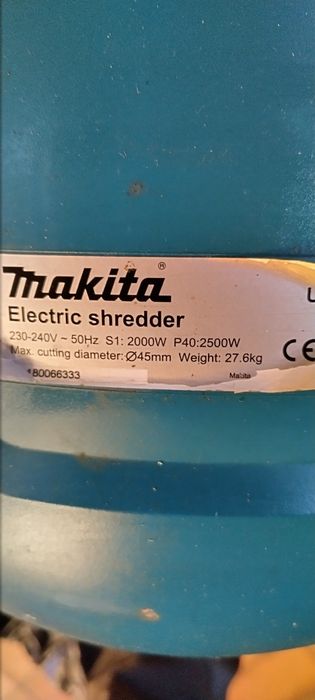 makita®
Electric shredder
230-240V ~ 50Hz S1: 2000W P40:2500W
Max. cutting diameter:Ø45mm Weight: 27.6kg CE
80066333 Makita